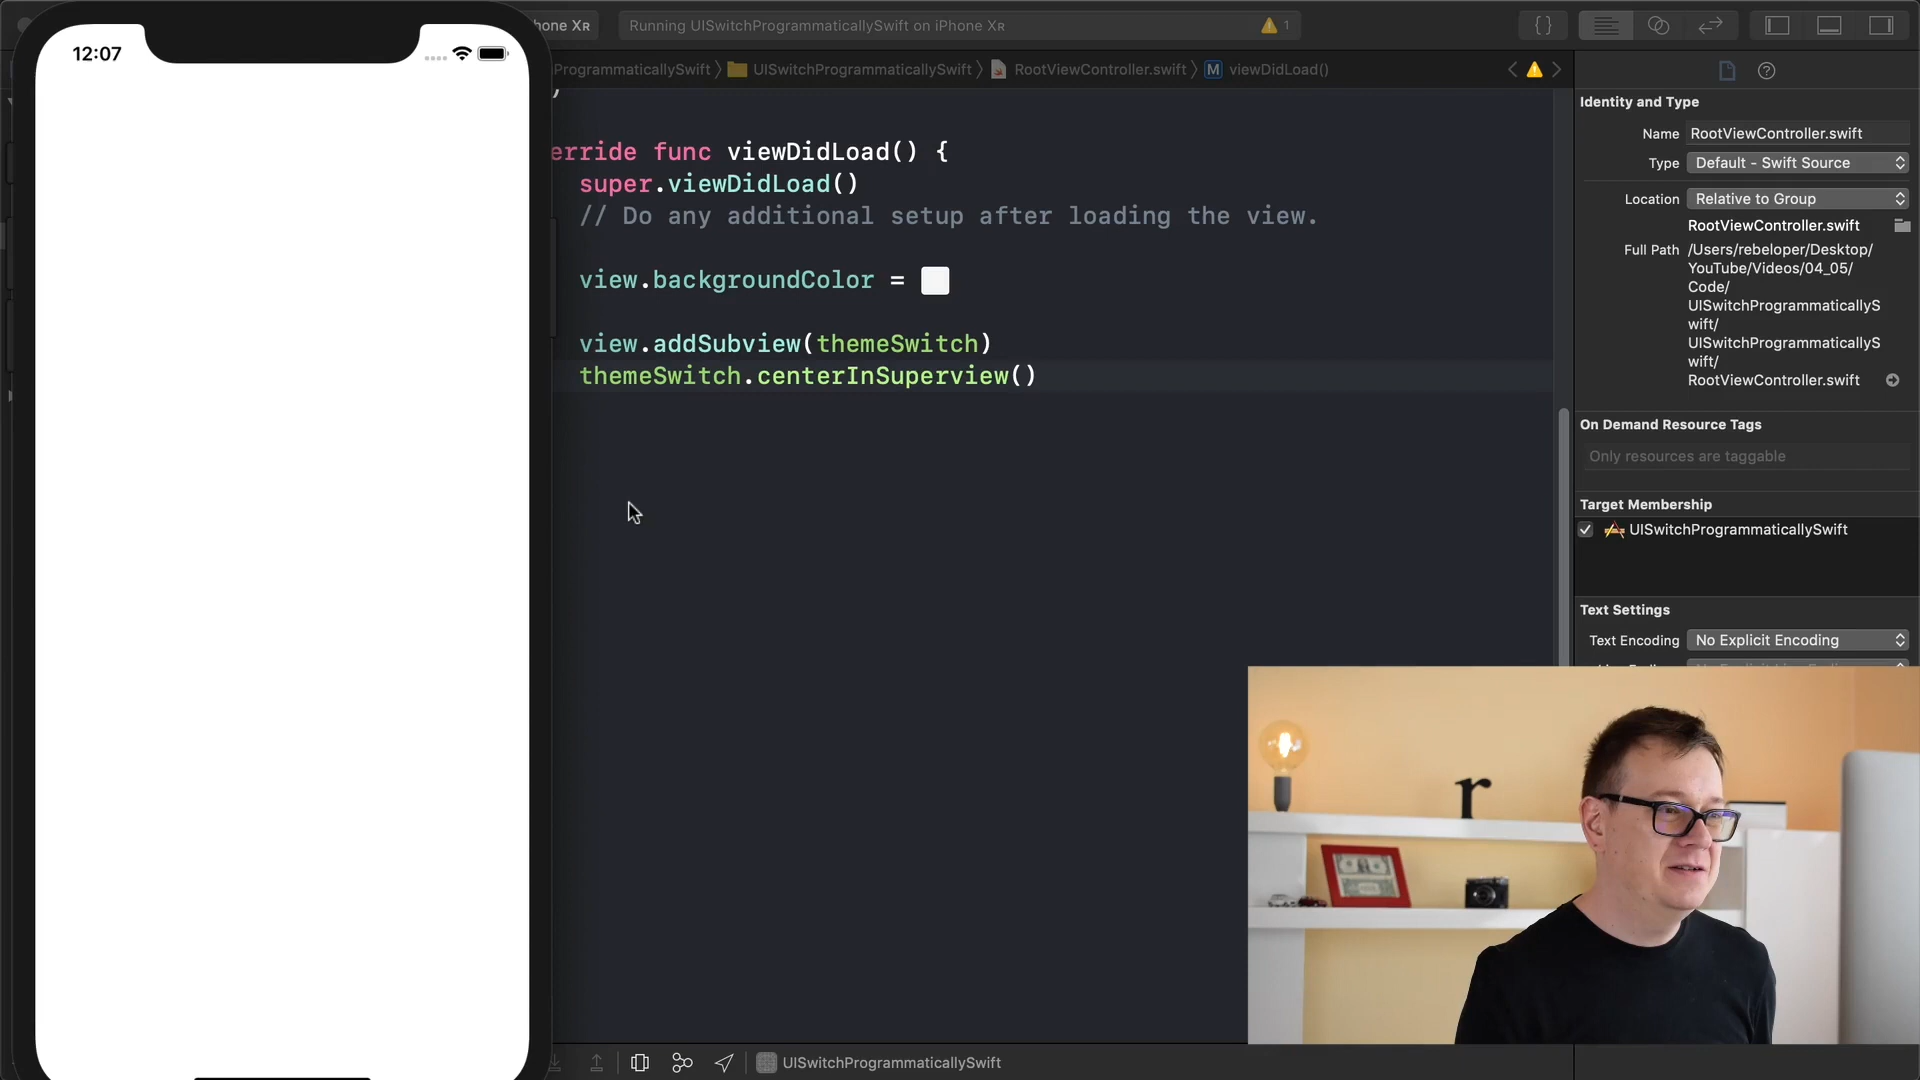 12:07
hone XR
Running UISwitchProgrammaticallySwift on iPhone XR
1
ProgrammaticallySwift
UISwitchProgrammaticallySwift
RootViewController.swift
M
viewDidLoad()
erride func viewDidLoad() {
super.viewDidLoad()
// Do any additional setup after loading the view.
view.backgroundColor =
view.addSubview(themeSwitch)
themeSwitch.centerInSuperview()
UISwitchProgrammaticallySwift
Identity and Type
Name RootViewController.swift
Type Default - Swift Source
Location Relative to Group
RootViewController.swift
Full Path /Users/rebeloper/Desktop/
YouTube/Videos/04_05/
Code/
UISwitchProgrammaticallyS
wift/
UISwitchProgrammaticallyS
wift/
RootViewController.swift
On Demand Resource Tags
Only resources are taggable
Target Membership
UISwitchProgrammaticallySwift
Text Settings
Text Encoding No Explicit Encoding
r